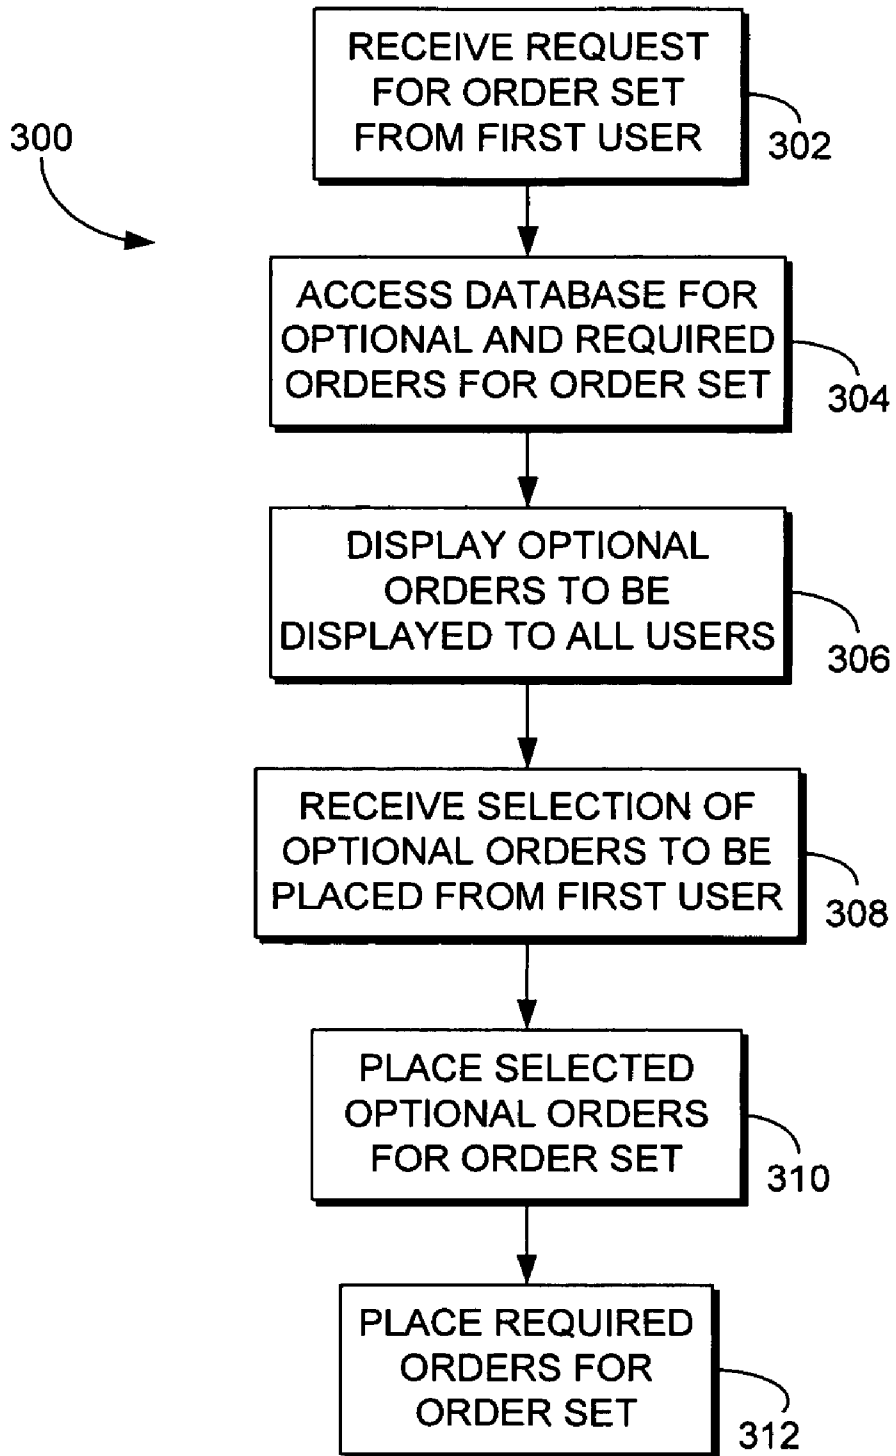 RECEIVE REQUEST
FOR ORDER SET
FROM FIRST USER
302
300
ACCESS DATABASE FOR
OPTIONAL AND REQUIRED
ORDERS FOR ORDER SET
304
DISPLAY OPTIONAL
ORDERS TO BE
DISPLAYED TO ALL USERS
306
RECEIVE SELECTION OF
OPTIONAL ORDERS TO BE
PLACED FROM FIRST USER
308
PLACE SELECTED
OPTIONAL ORDERS
FOR ORDER SET
310
PLACE REQUIRED
ORDERS FOR
ORDER SET
312